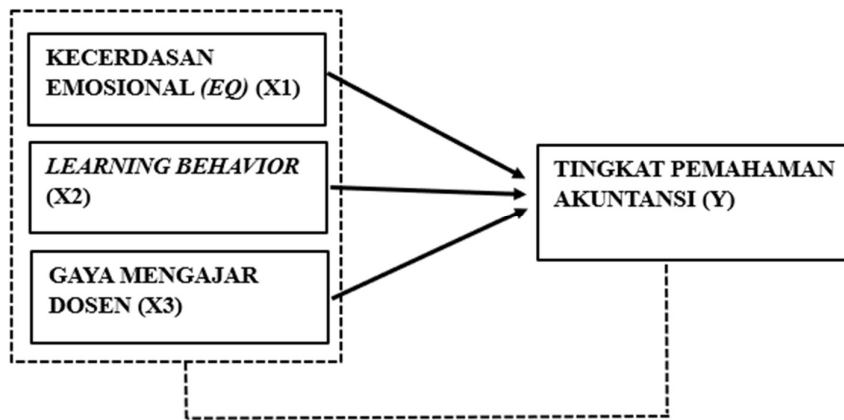 KECERDASAN
EMOSIONAL (EQ) (X1)
LEARNING BEHAVIOR
(X2)
GAYA MENGAJAR
DOSEN (X3)
TINGKAT PEMAHAMAN
AKUNTANSI (Y)